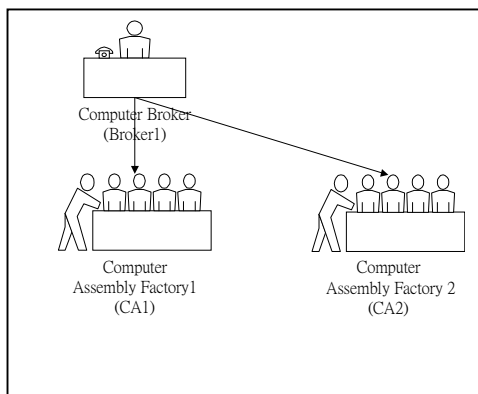 Computer Broker
(Broker1)
Computer
Assembly Factory1
(CA1)
Computer
Assembly Factory 2
(CA2)